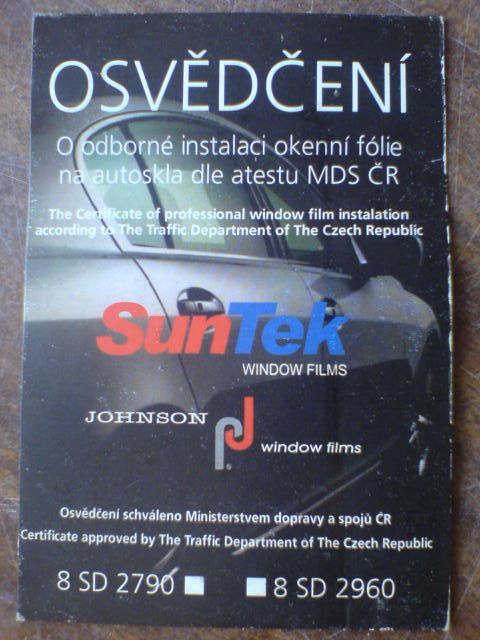 OSVĚDČENÍ
O odborné instalaci okenní fólie
na autoskla dle atestu MDS ČR
The Certificate of professional window film instalation
according to The Traffic Department of The Czech Republic
SunTek
WINDOW FILMS
JOHNSON
window films
Osvědčení schváleno Ministerstvem dopravy a spojů ČR
Certificate approved by The Traffic Department of The Czech Republic
8 SD 2790 8 SD 2960